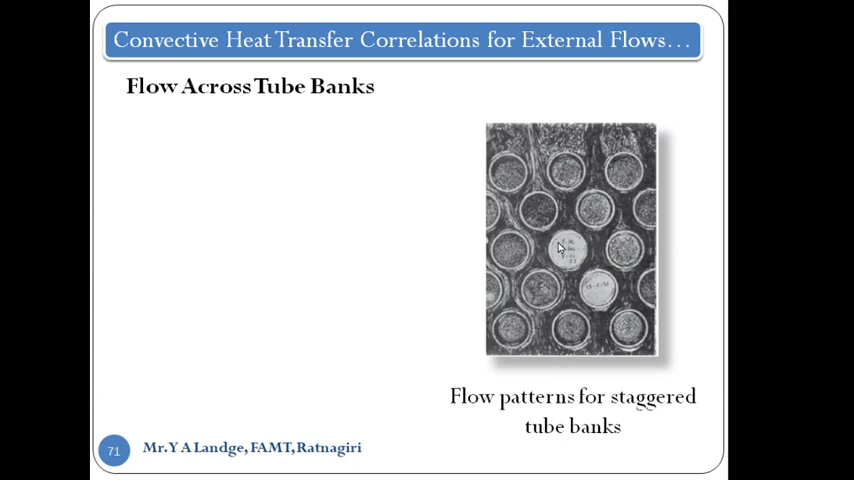 Convective Heat Transfer Correlations for External Flows…
Flow Across Tube Banks
Flow patterns for staggered
tube banks
71
Mr.Y A Landge, FAMT, Ratnagiri